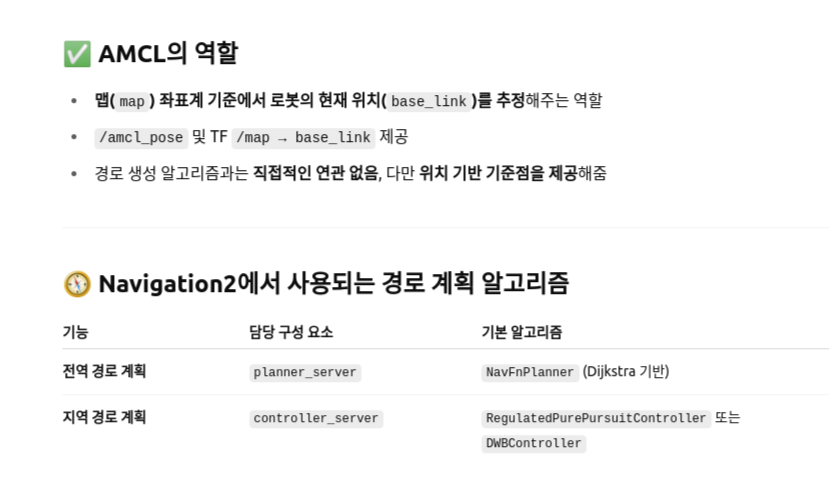 ✅ AMCL의 역할
• 맵( map ) 좌표계 기준에서 로봇의 현재 위치( base_link )를 추정해주는 역할
• /amcl_pose 및 TF /map → base_link 제공
• 경로 생성 알고리즘과는 직접적인 연관 없음, 다만 위치 기반 기준점을 제공해줌
🧭 Navigation2에서 사용되는 경로 계획 알고리즘
기능 담당 구성 요소 기본 알고리즘
전역 경로 계획 planner_server NavFnPlanner (Dijkstra 기반)
지역 경로 계획 controller_server RegulatedPurePursuitController 또는
DWBController